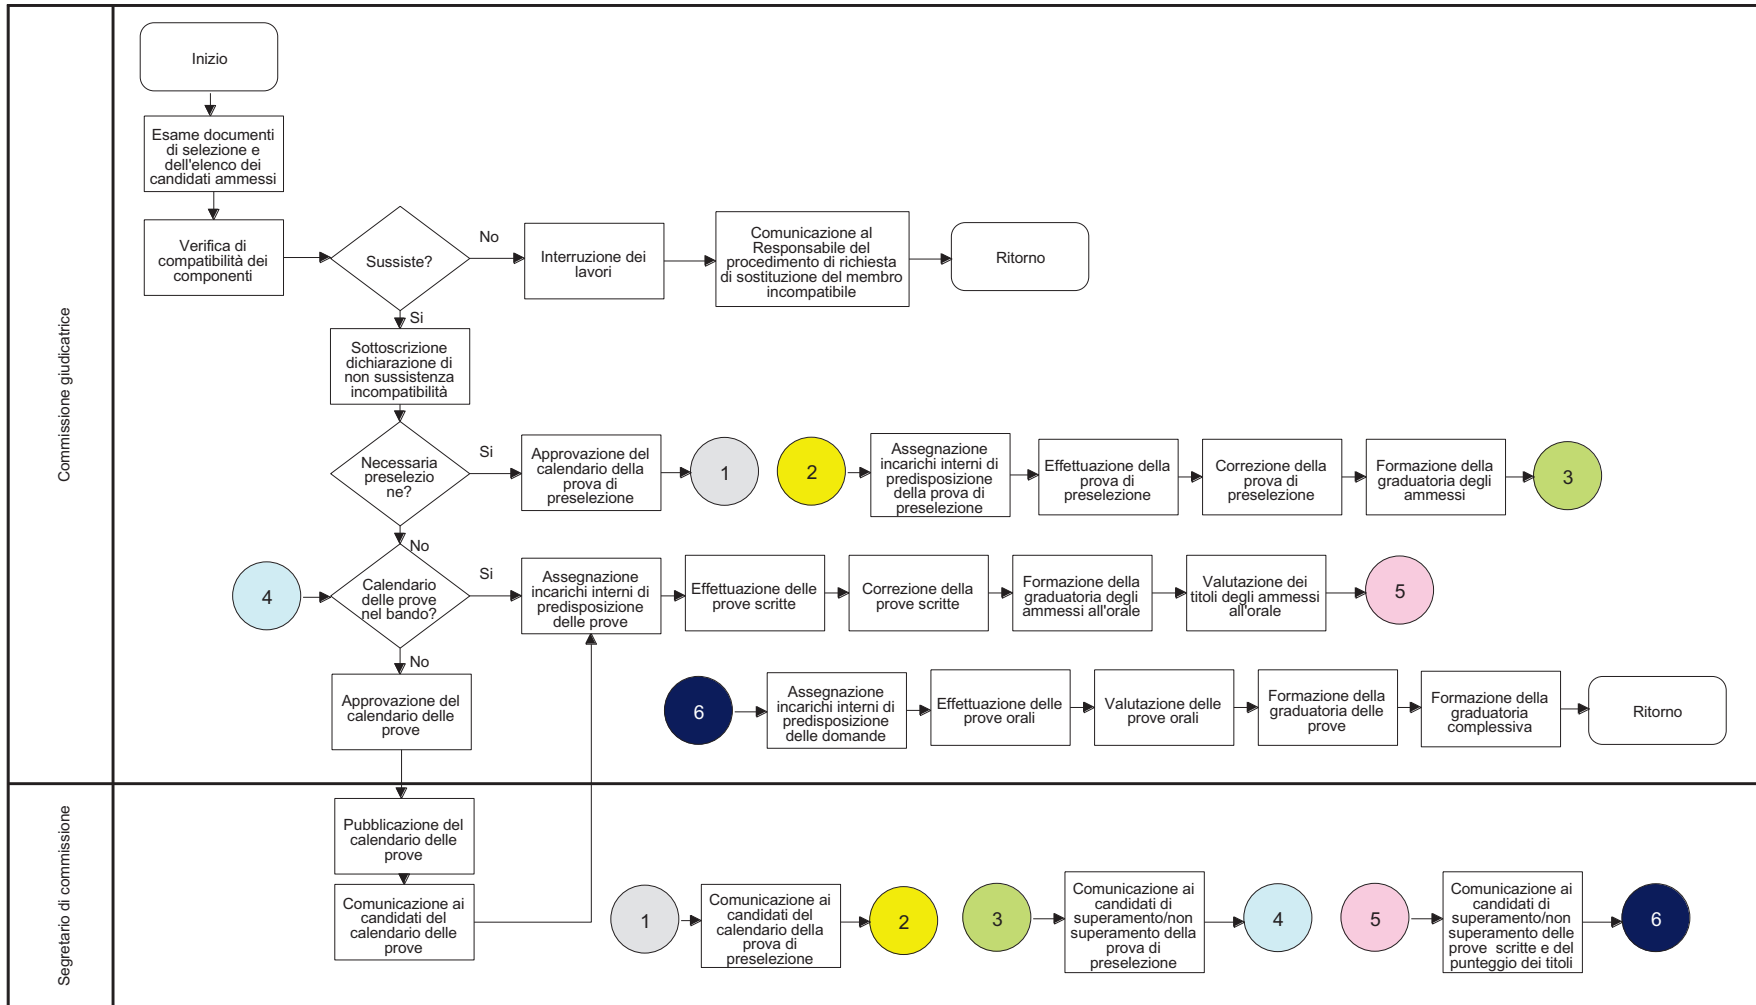 Commissione giudicatrice
Inizio
Esame documenti
di selezione e
dell'elenco dei
candidati ammessi
Verifica di
compatibilità dei
componenti
Sussiste?
No
Interruzione dei
lavori
Comunicazione al
Responsabile del
procedimento di richiesta
di sostituzione del membro
incompatibile
Ritorno
Si
Sottoscrizione
dichiarazione di
non sussistenza
incompatibilità
Necessaria
preselezio
ne?
Si
Approvazione del
calendario della
prova di
preselezione
1
2
Assegnazione
incarichi interni di
predisposizione
della prova di
preselezione
Effettuazione della
prova di
preselezione
Correzione della
prova di
preselezione
Formazione della
graduatoria degli
ammessi
3
No
4
Calendario
delle prove
nel bando?
Si
Assegnazione
incarichi interni di
predisposizione
delle prove
Effettuazione delle
prove scritte
Correzione della
prove scritte
Formazione della
graduatoria degli
ammessi all'orale
Valutazione dei
titoli degli ammessi
all'orale
5
No
Approvazione del
calendario delle
prove
6
Assegnazione
incarichi interni di
predisposizione
delle domande
Effettuazione delle
prove orali
Valutazione delle
prove orali
Formazione della
graduatoria delle
prove
Formazione della
graduatoria
complessiva
Ritorno
Segretario di commissione
Pubblicazione del
calendario delle
prove
Comunicazione ai
candidati del
calendario delle
prove
1
Comunicazione ai
candidati del
calendario della
prova di
preselezione
2
3
Comunicazione ai
candidati di
superamento/non
superamento della
prova di
preselezione
4
5
Comunicazione ai
candidati di
superamento/non
superamento delle
prove scritte e del
punteggio dei titoli
6